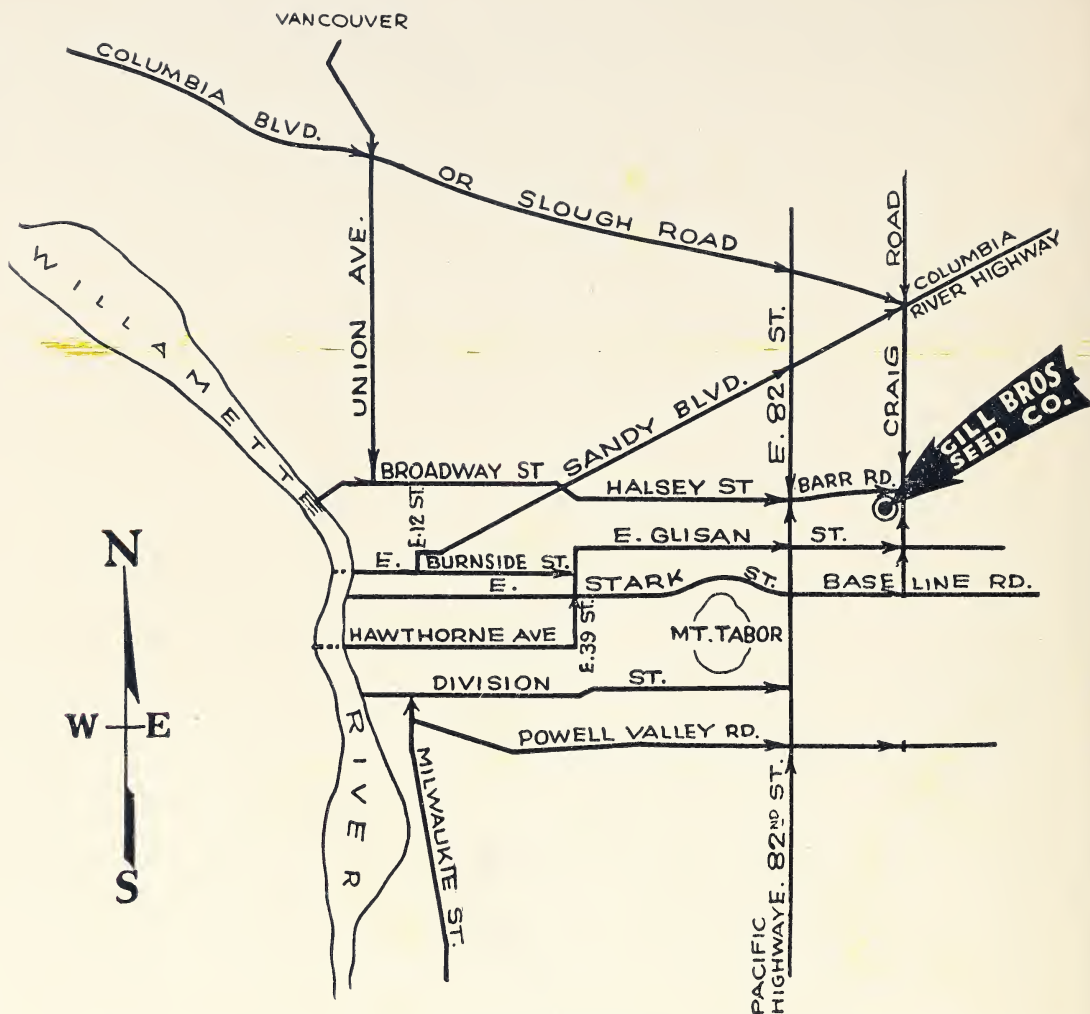 VANCOUVER
COLUMBIA BLVD.
OR SLOUGH ROAD
UNION AVE.
E. 82 ST.
CRAIG ROAD
COLUMBIA
RIVER HIGHWAY
WILLAMETTE
RIVER
SANDY BLVD.
GILL BROS
SEED CO.
BROADWAY ST
HALSEY ST
BARR RD.
E. 12 ST.
E. GLISAN ST.
E. BURNSIDE ST.
E. STARK ST.
BASE LINE RD.
HAWTHORNE AVE
E. 39 ST.
MT. TABOR
DIVISION ST.
POWELL VALLEY RD.
MILWAUKIE ST.
PACIFIC
HIGHWAY E. 82ND ST.
N
W E
S